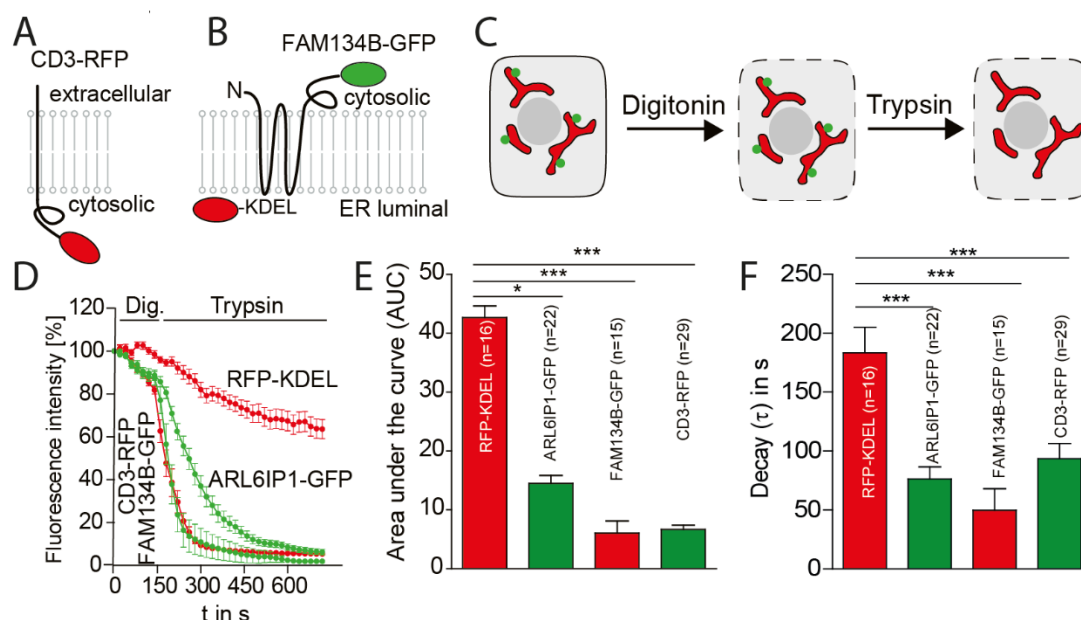 A
CD3-RFP
extracellular
cytosolic
B
FAM134B-GFP
N
cytosolic
-KDEL
ER luminal
C
Digitonin
Trypsin
D
Dig.
Trypsin
Fluorescence intensity [%]
120
100
80
60
40
20
0
RFP-KDEL
ARL6IP1-GFP
CD3-RFP
FAM134B-GFP
0
150
300
450
600
t in s
E
Area under the curve (AUC)
50
40
30
20
10
0
***
***
*
RFP-KDEL (n=16)
ARL6IP1-GFP (n=22)
FAM134B-GFP (n=15)
CD3-RFP (n=29)
F
Decay (τ) in s
250
200
150
100
50
0
***
***
***
RFP-KDEL (n=16)
ARL6IP1-GFP (n=22)
FAM134B-GFP (n=15)
CD3-RFP (n=29)